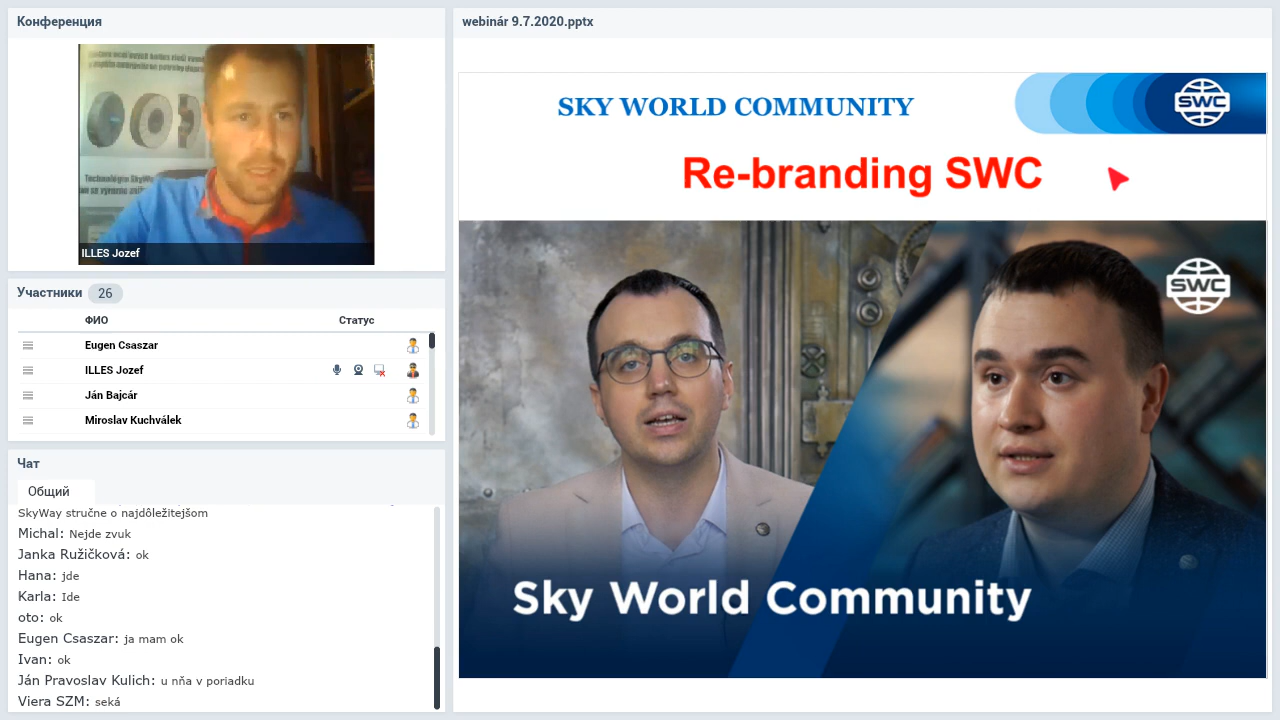 Конференция
ILLES Jozef
Участники 26
ФИО Статус
Eugen Csaszar
ILLES Jozef
Ján Bajcár
Miroslav Kuchválek
Чат
Общий
SkyWay stručne o najdôležitejšom
Michal: Nejde zvuk
Janka Ružičková: ok
Hana: jde
Karla: Ide
oto: ok
Eugen Csaszar: ja mam ok
Ivan: ok
Ján Pravoslav Kulich: u nňa v poriadku
Viera SZM: seká
webinár 9.7.2020.pptx
SKY WORLD COMMUNITY
SWC
Re-branding SWC
SWC
Sky World Community